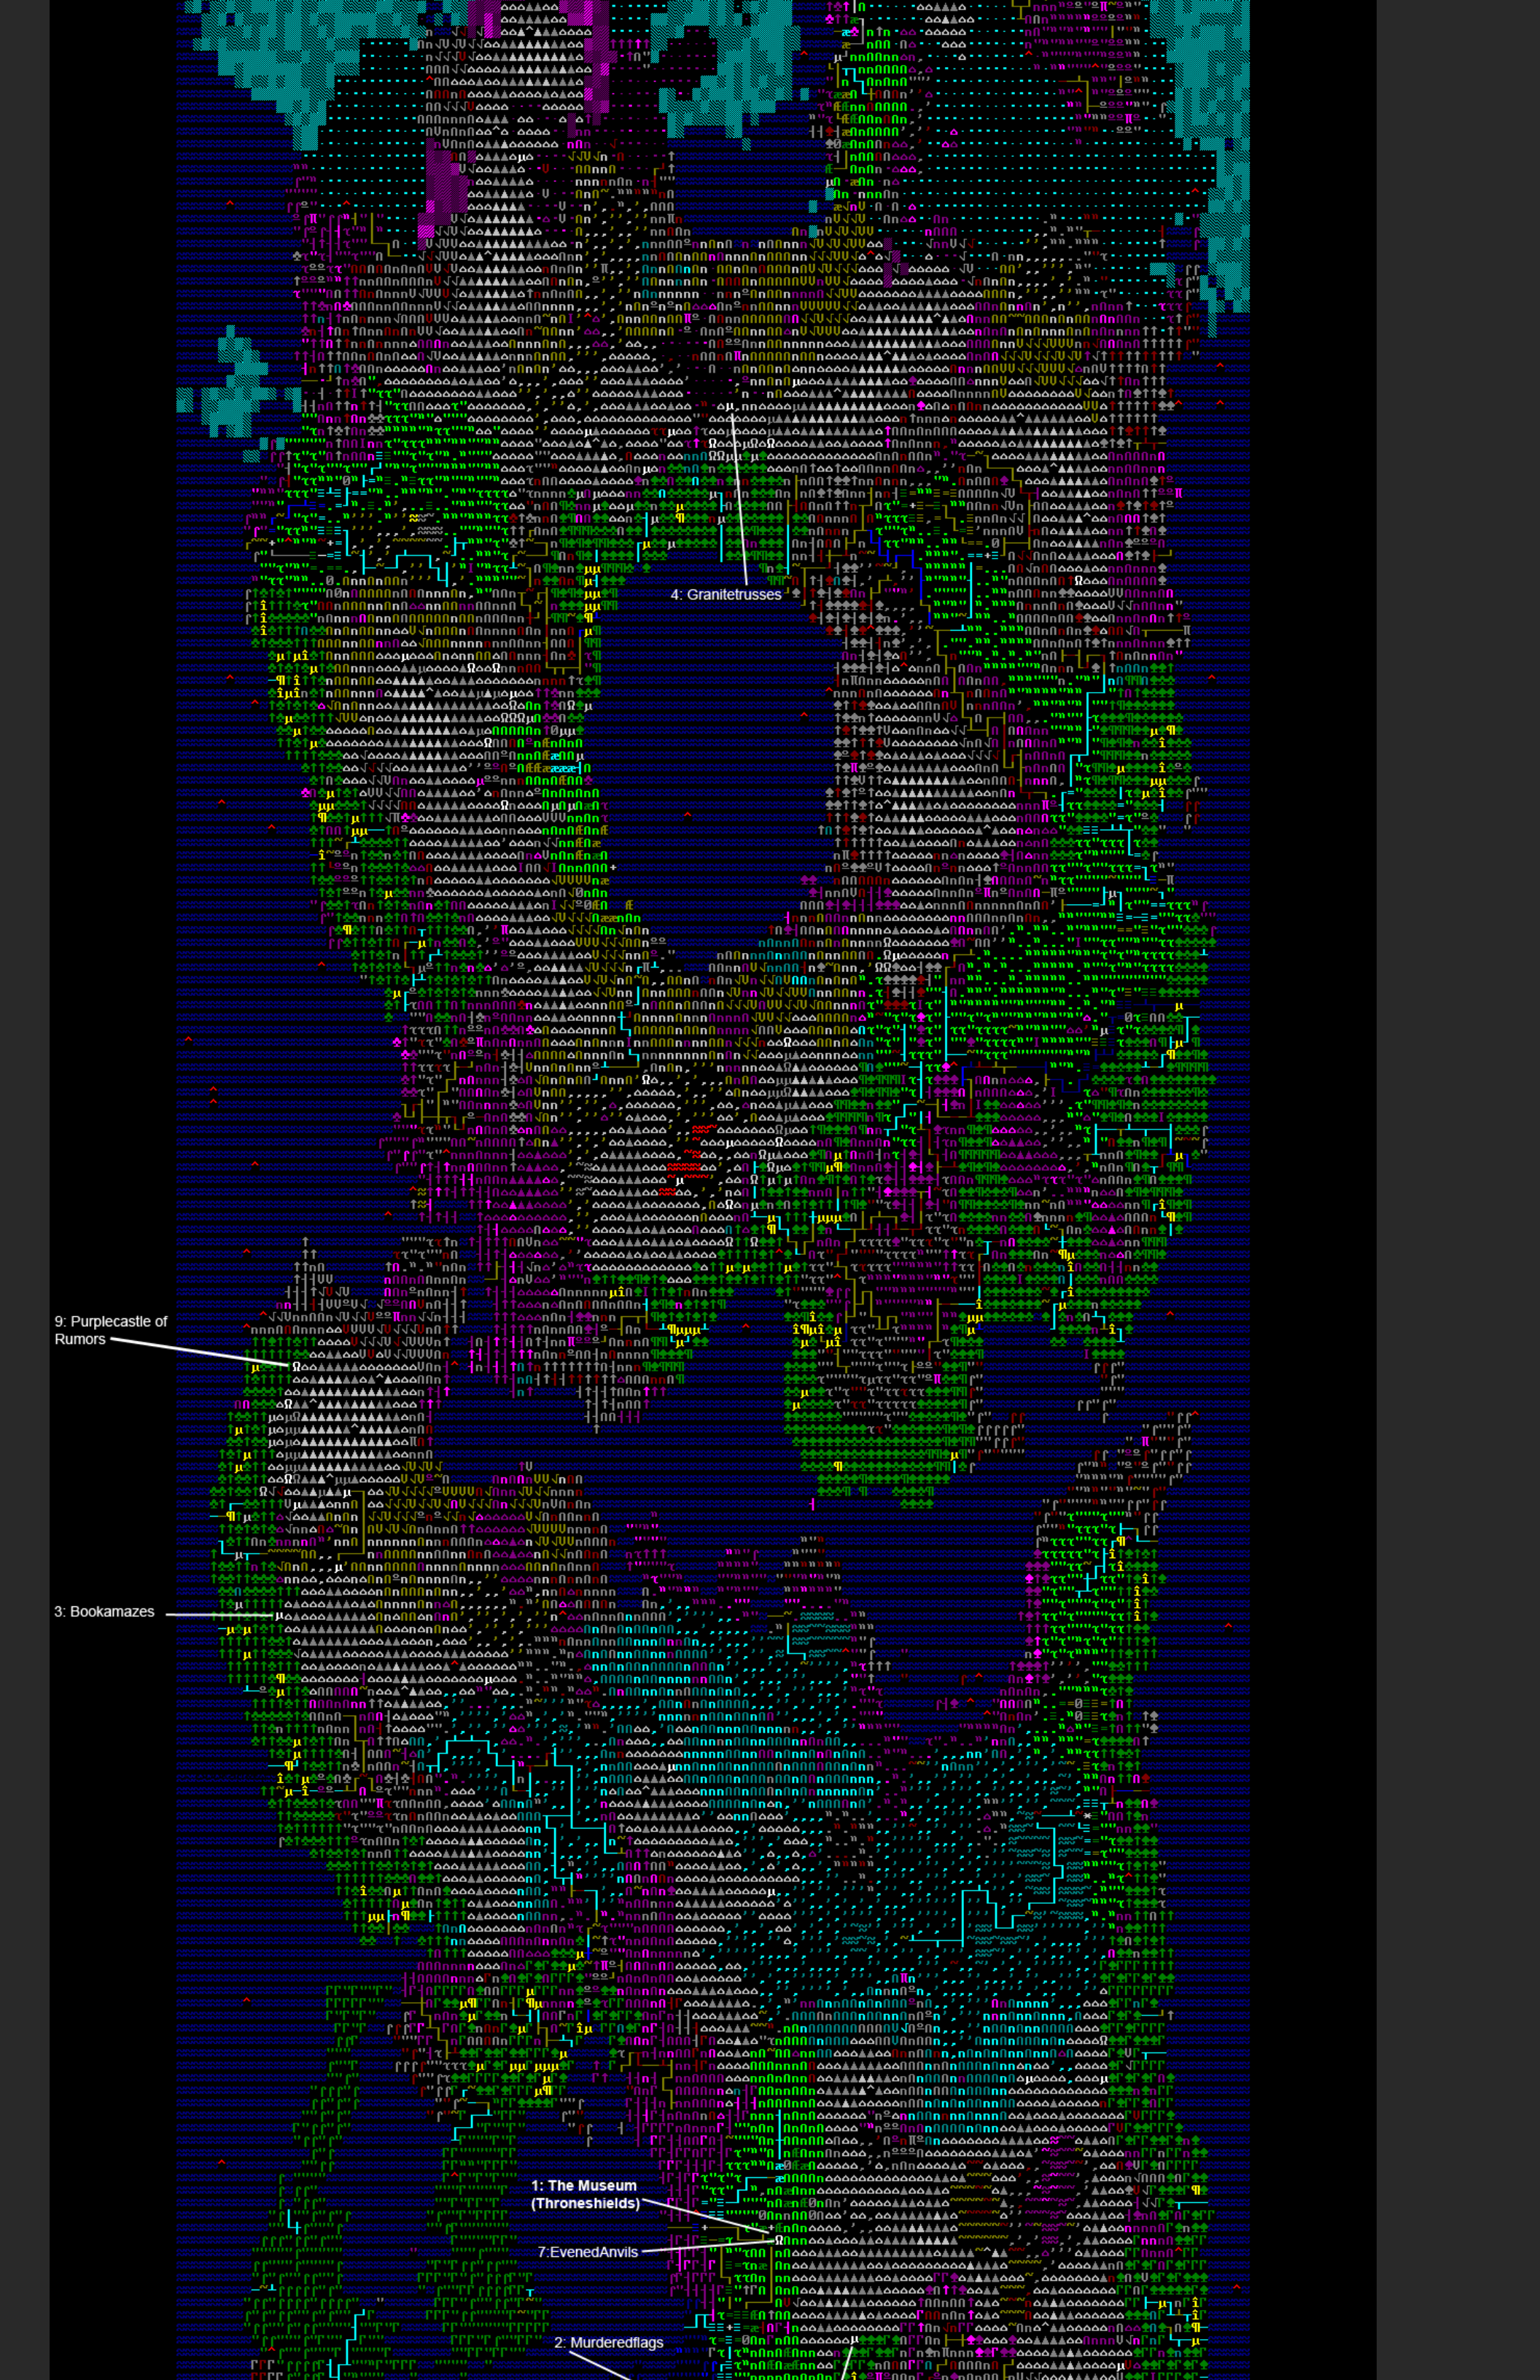 4: Granitetrusses
9: Purplecastle of
Rumors
3: Bookamazes
1: The Museum
(Throneshields)
7:EvenedAnvils
2: Murderedflags